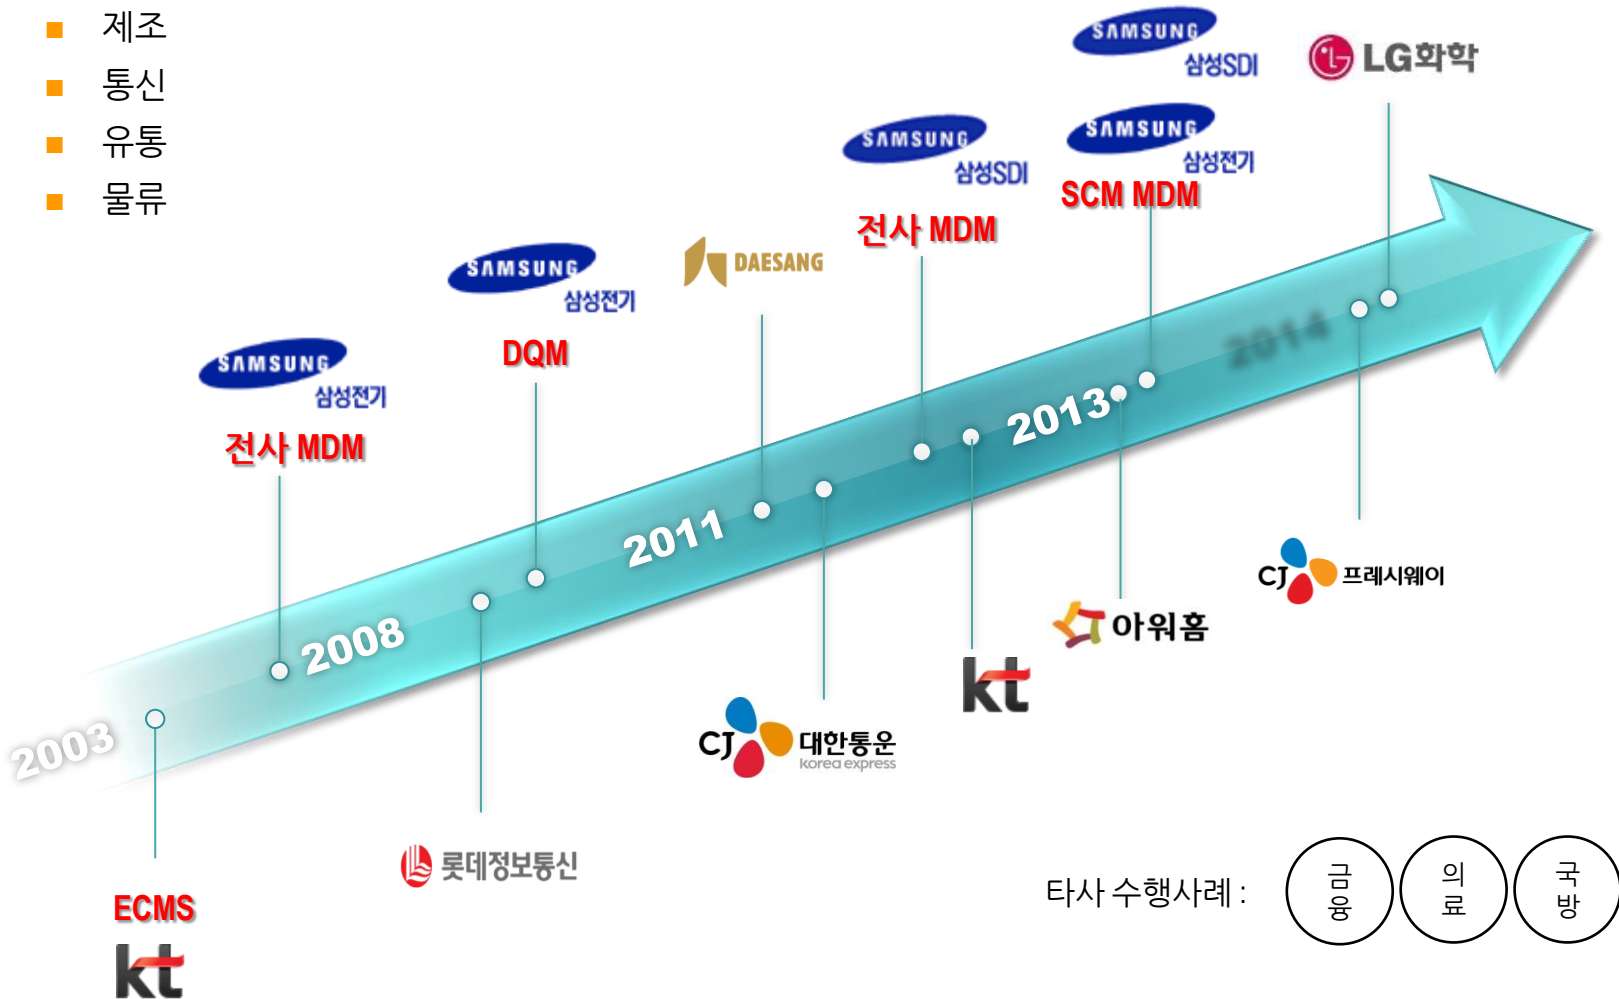 제조
통신
유통
물류
SAMSUNG
삼성SDI
LG화학
SAMSUNG
삼성전기
SCM MDM
SAMSUNG
삼성SDI
전사 MDM
DAESANG
SAMSUNG
삼성전기
DQM
SAMSUNG
삼성전기
전사 MDM
2003
2008
2011
2013
2014
CJ 프레시웨이
아워홈
kt
CJ 대한통운
korea express
롯데정보통신
ECMS
kt
타사 수행사례 :
금융
의료
국방